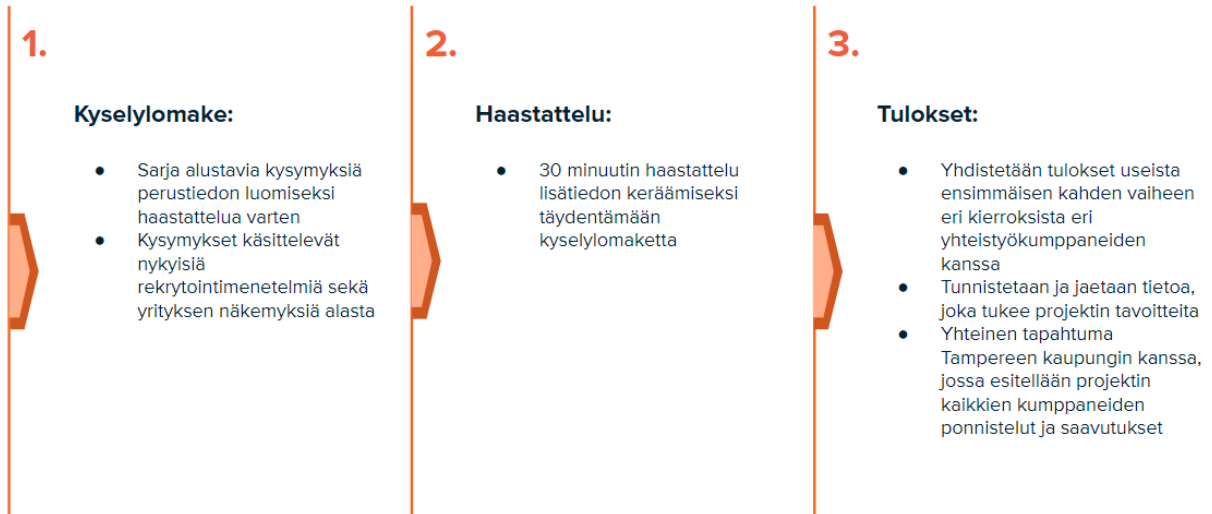 1.
Kyselylomake:
● Sarja alustavia kysymyksiä
perustiedon luomiseksi
haastattelua varten
● Kysymykset käsittelevät
nykyisiä
rekrytointimenetelmiä sekä
yrityksen näkemyksiä alasta
2.
Haastattelu:
● 30 minuutin haastattelu
lisätiedon keräämiseksi
täydentämään
kyselylomaketta
3.
Tulokset:
● Yhdistetään tulokset useista
ensimmäisen kahden vaiheen
eri kierroksista eri
yhteistyökumppaneiden
kanssa
● Tunnistetaan ja jaetaan tietoa,
joka tukee projektin tavoitteita
● Yhteinen tapahtuma
Tampereen kaupungin kanssa,
jossa esitellään projektin
kaikkien kumppaneiden
ponnistelut ja saavutukset